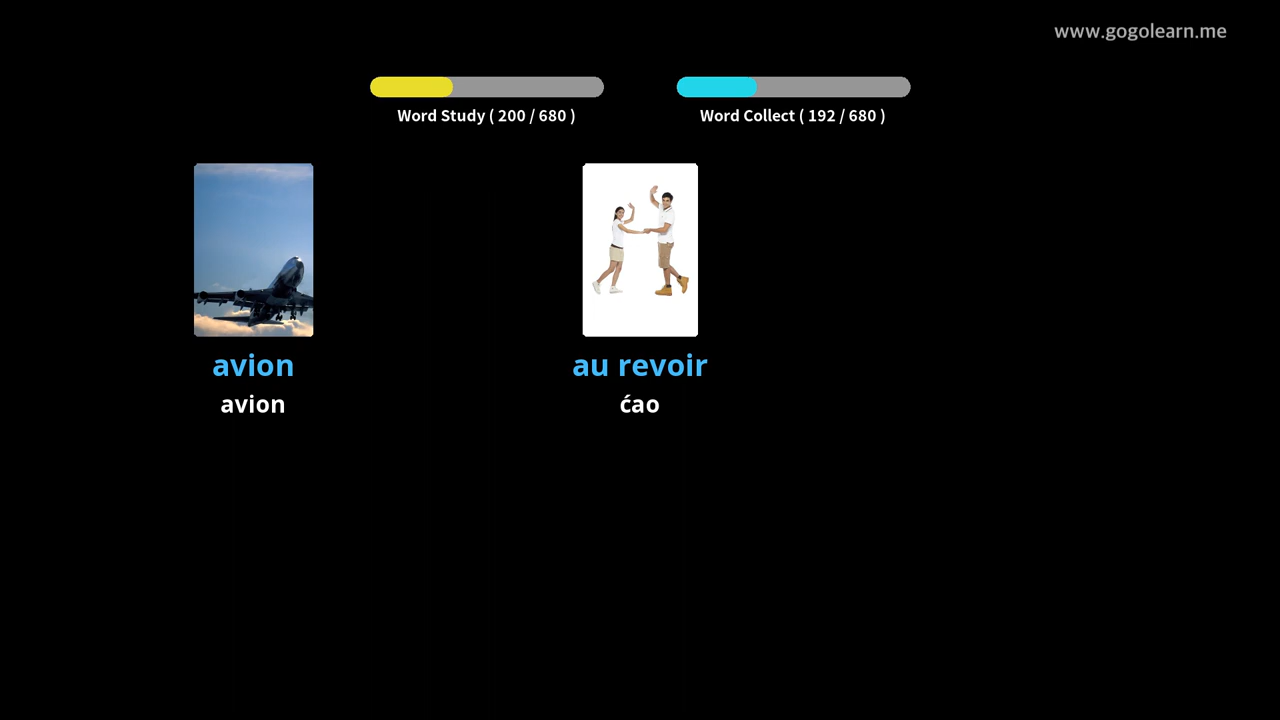 www.gogolearn.me
Word Study ( 200 / 680 )
Word Collect ( 192 / 680 )
avion
au revoir
avion
ćao